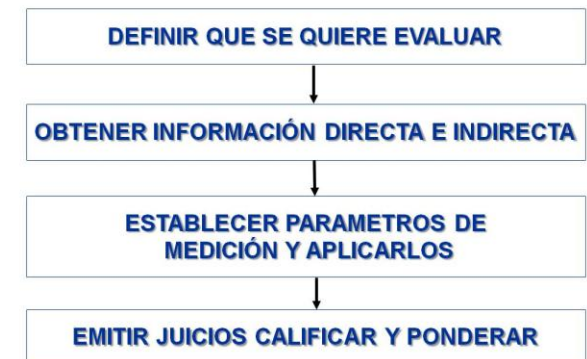 DEFINIR QUE SE QUIERE EVALUAR
OBTENER INFORMACIÓN DIRECTA E INDIRECTA
ESTABLECER PARAMETROS DE
MEDICIÓN Y APLICARLOS
EMITIR JUICIOS CALIFICAR Y PONDERAR